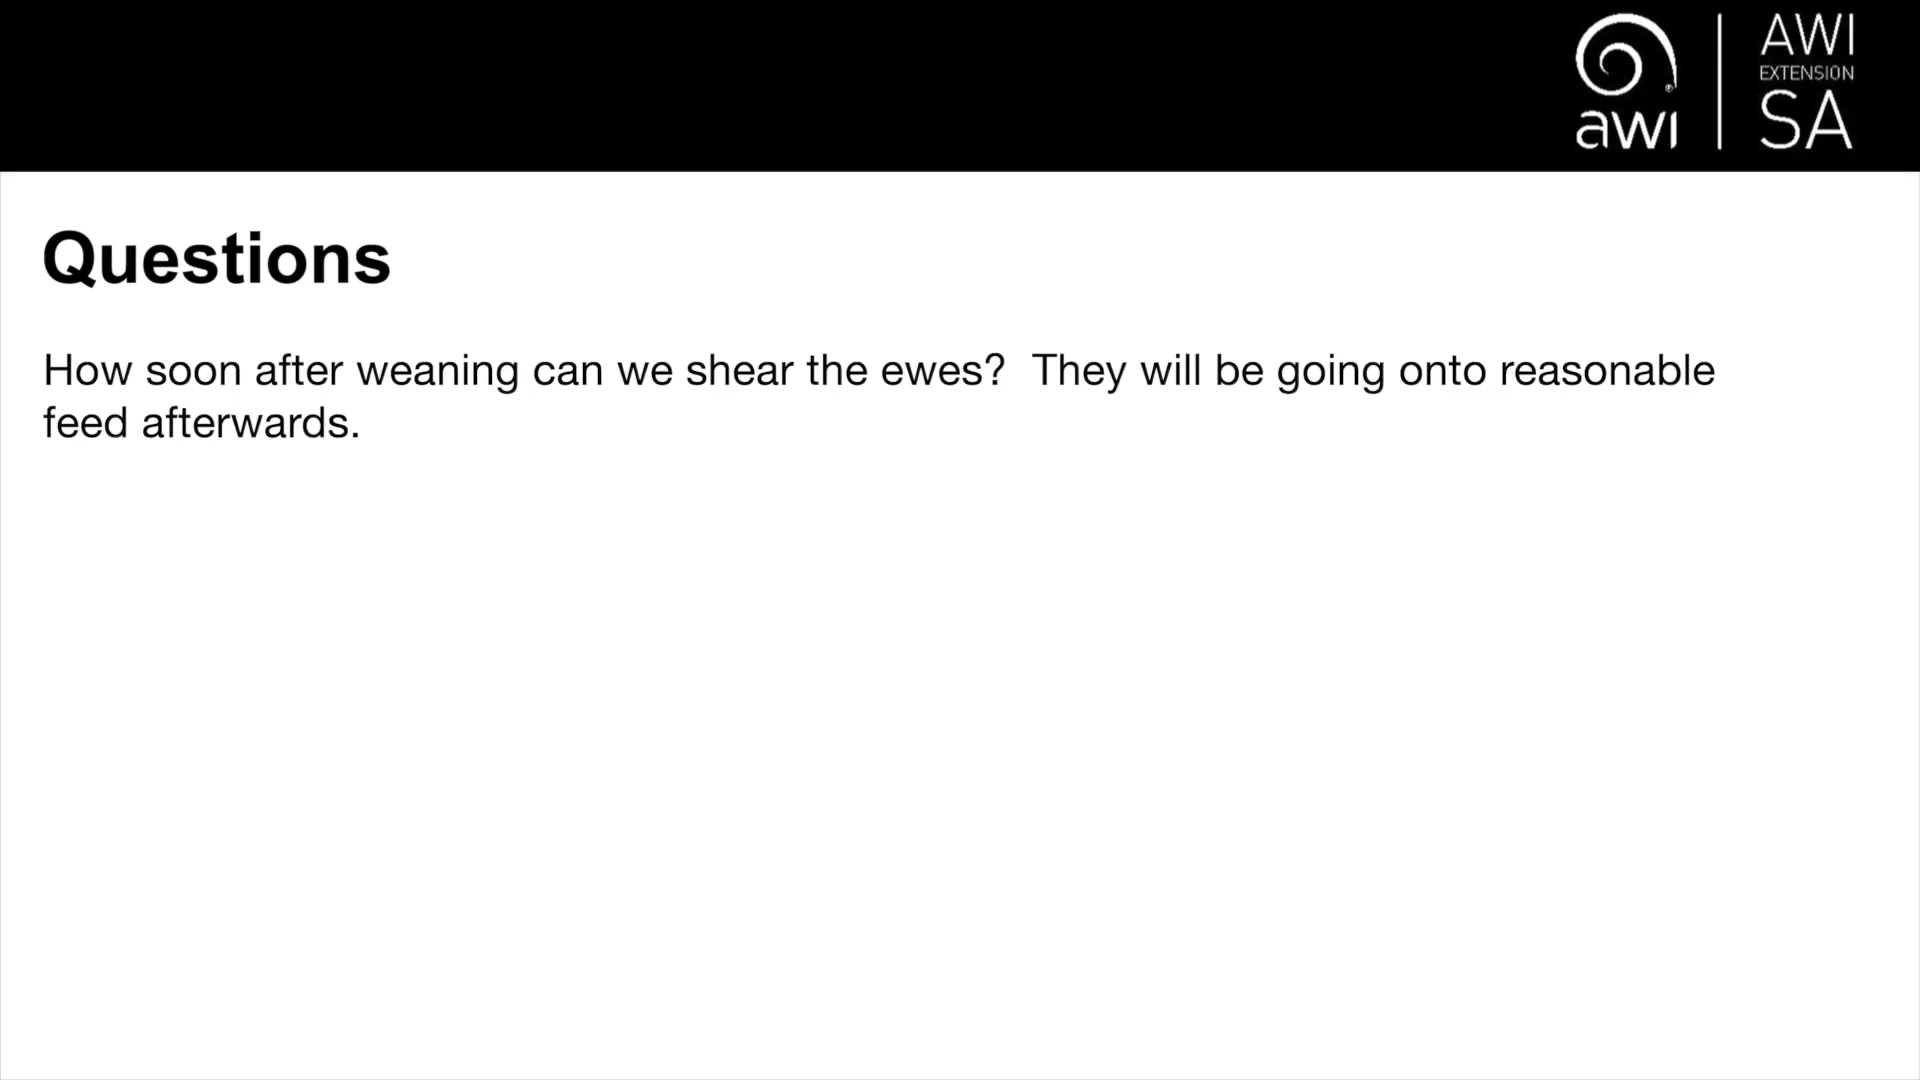 awi
AWI
EXTENSION
SA
Questions
How soon after weaning can we shear the ewes?  They will be going onto reasonable
feed afterwards.